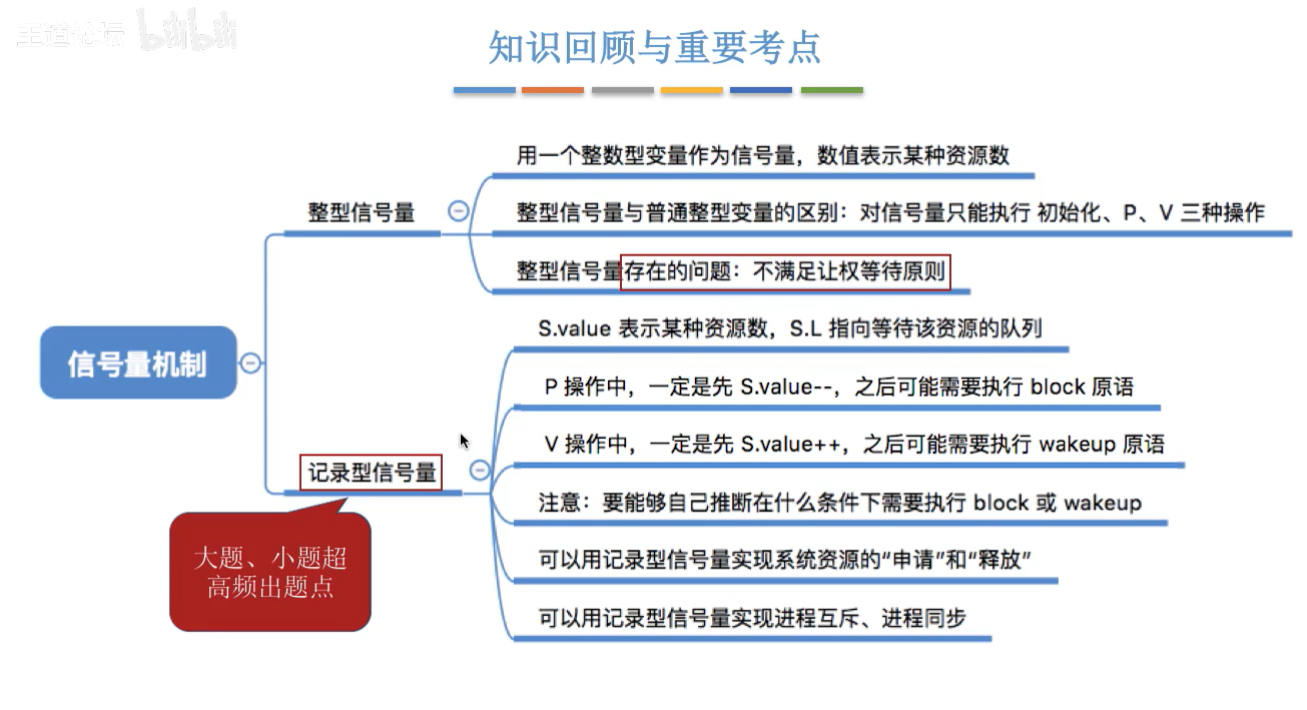 王道论坛 bilibili
知识回顾与重要考点
用一个整数型变量作为信号量，数值表示某种资源数
整型信号量
整型信号量与普通整型变量的区别：对信号量只能执行 初始化、P、V 三种操作
整型信号量存在的问题：不满足让权等待原则
信号量机制
S.value 表示某种资源数，S.L 指向等待该资源的队列
P 操作中，一定是先 S.value--，之后可能需要执行 block 原语
V 操作中，一定是先 S.value++，之后可能需要执行 wakeup 原语
记录型信号量
注意：要能够自己推断在什么条件下需要执行 block 或 wakeup
可以用记录型信号量实现系统资源的“申请”和“释放”
可以用记录型信号量实现进程互斥、进程同步
大题、小题超
高频出题点